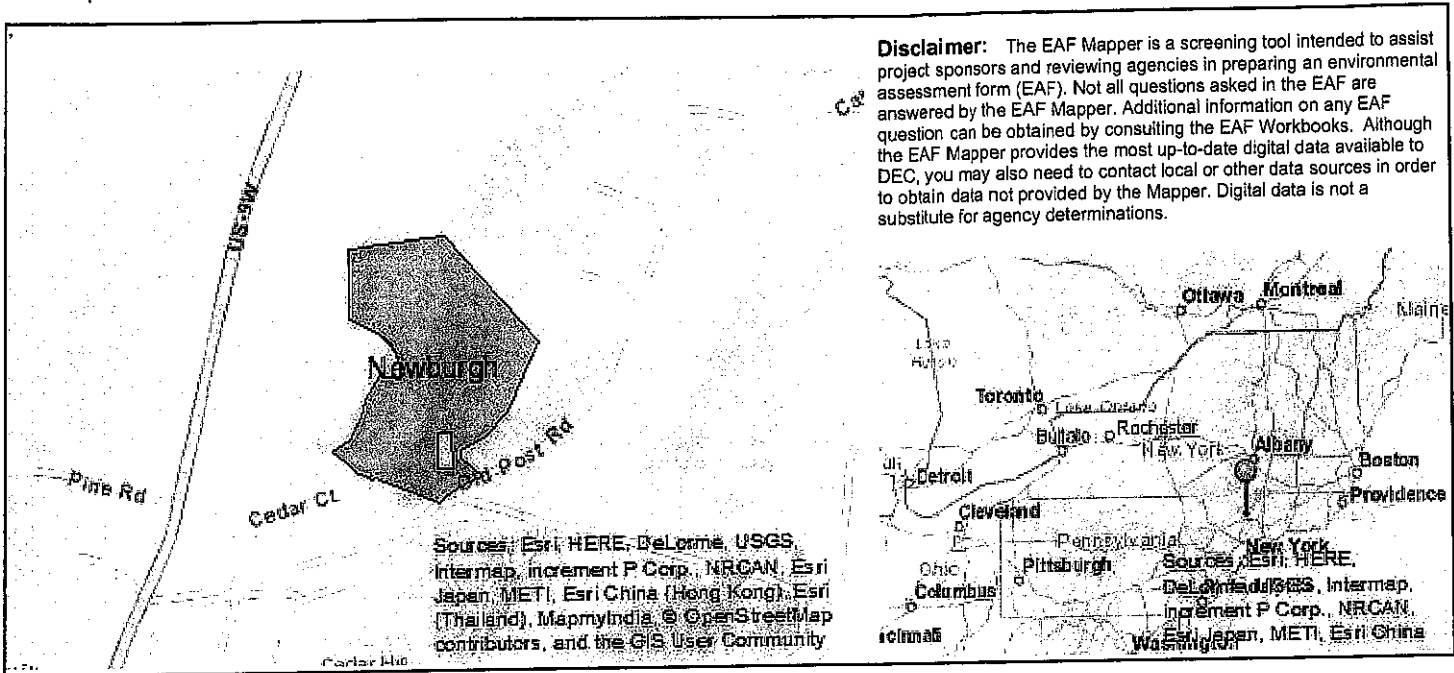 Disclaimer: The EAF Mapper is a screening tool intended to assist
project sponsors and reviewing agencies in preparing an environmental
assessment form (EAF). Not all questions asked in the EAF are
answered by the EAF Mapper. Additional information on any EAF
question can be obtained by consulting the EAF Workbooks. Although
the EAF Mapper provides the most up-to-date digital data available to
DEC, you may also need to contact local or other data sources in order
to obtain data not provided by the Mapper. Digital data is not a
substitute for agency determinations.
US-9W
Newburgh
Old Post Rd
Pine Rd
Cedar CL
Sources: Esri, HERE, DeLorme, USGS,
Intermap, increment P Corp., NRCAN, Esri
Japan, METI, Esri China (Hong Kong), Esri
(Thailand), MapmyIndia, © OpenStreetMap
contributors, and the GIS User Community
Ottawa
Montreal
Maine
Toronto
Lake Ontario
Buffalo
Rochester
New York
Albany
Boston
Detroit
Providence
Cleveland
Pennsylvania
New York
Ohio
Pittsburgh
Columbus
Sources: Esri, HERE,
DeLorme, USGS, Intermap,
increment P Corp., NRCAN,
Esri Japan, METI, Esri China
Washington